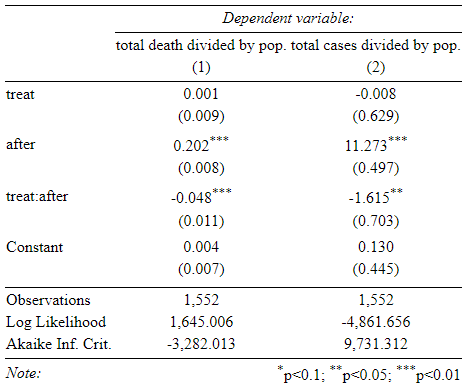 Dependent variable:
total death divided by pop. total cases divided by pop.
(1) (2)
treat 0.001 -0.008
(0.009) (0.629)
after 0.202*** 11.273***
(0.008) (0.497)
treat:after -0.048*** -1.615**
(0.011) (0.703)
Constant 0.004 0.130
(0.007) (0.445)
Observations 1,552 1,552
Log Likelihood 1,645.006 -4,861.656
Akaike Inf. Crit. -3,282.013 9,731.312
Note: *p<0.1; **p<0.05; ***p<0.01